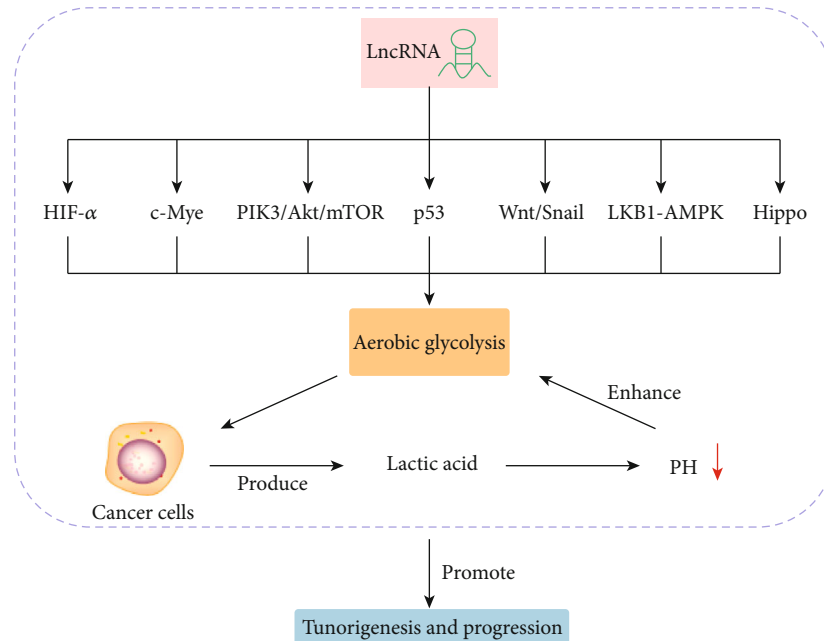 LncRNA
HIF-α
c-Mye
PIK3/Akt/mTOR
p53
Wnt/Snail
LKB1-AMPK
Hippo
Aerobic glycolysis
Enhance
Lactic acid
PH
Produce
Cancer cells
Promote
Tunorigenesis and progression